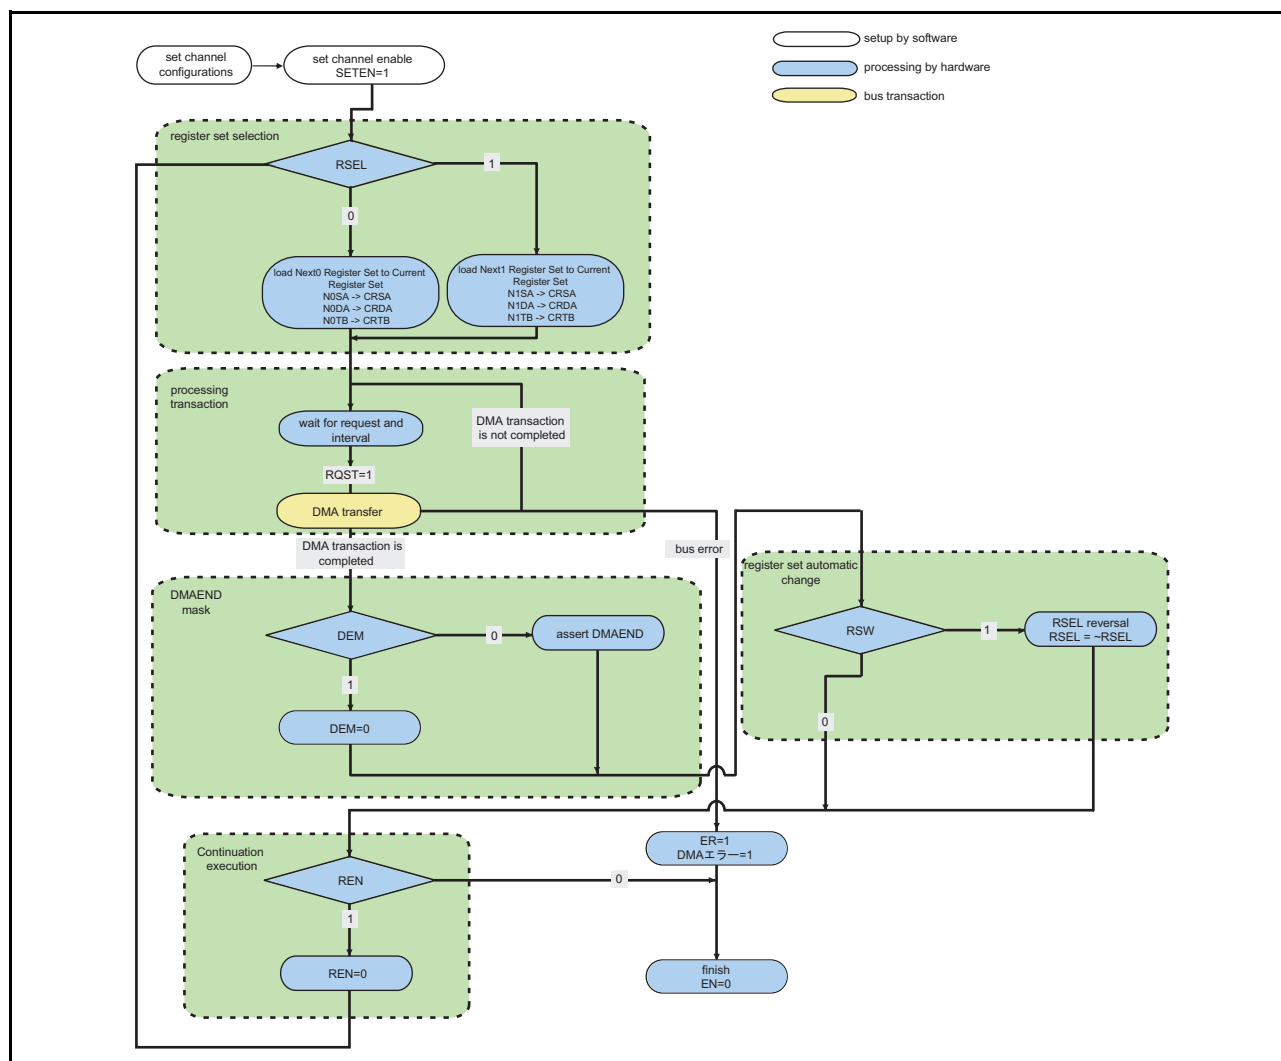 set channel
configurations
set channel enable
SETEN=1
setup by software
processing by hardware
bus transaction
register set selection
RSEL
1
0
load Next0 Register Set to Current
Register Set
N0SA -> CRSA
N0DA -> CRDA
N0TB -> CRTB
load Next1 Register Set to Current
Register Set
N1SA -> CRSA
N1DA -> CRDA
N1TB -> CRTB
processing
transaction
wait for request and
interval
DMA transaction
is not completed
RQST=1
DMA transfer
DMA transaction is
completed
bus error
register set automatic
change
DMAEND
mask
DEM
0
assert DMAEND
1
DEM=0
RSW
1
RSEL reversal
RSEL = ~RSEL
0
Continuation
execution
REN
0
1
REN=0
ER=1
DMAエラー=1
finish
EN=0